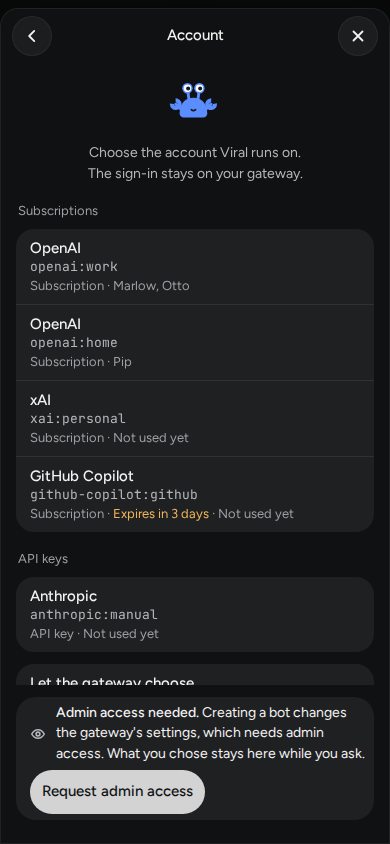 Account
Choose the account Viral runs on.
The sign-in stays on your gateway.
Subscriptions
OpenAI
openai:work
Subscription · Marlow, Otto
OpenAI
openai:home
Subscription · Pip
xAI
xai:personal
Subscription · Not used yet
GitHub Copilot
github-copilot:github
Subscription · Expires in 3 days · Not used yet
API keys
Anthropic
anthropic:manual
API key · Not used yet
Let the gateway choose
Admin access needed. Creating a bot changes
the gateway's settings, which needs admin
access. What you chose stays here while you ask.
Request admin access